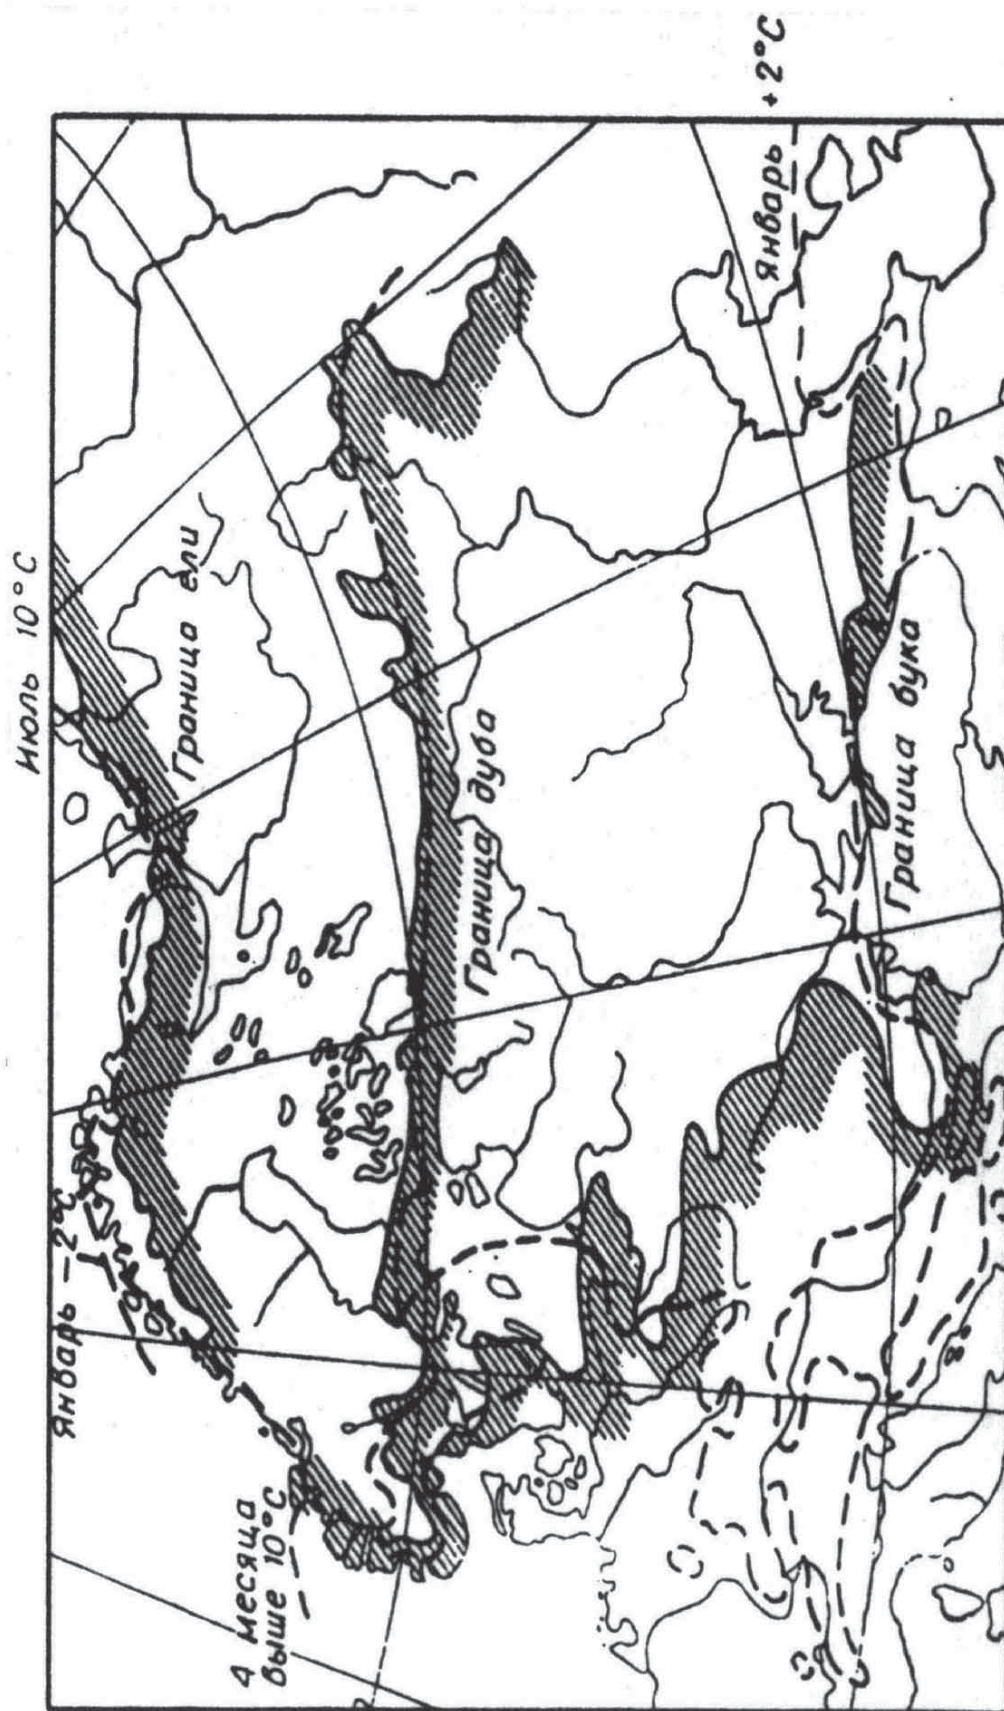 Июль 10°C
Январь −2°C
Январь +2°C
4 месяца
выше 10°C
Граница ели
Граница дуба
Граница бука